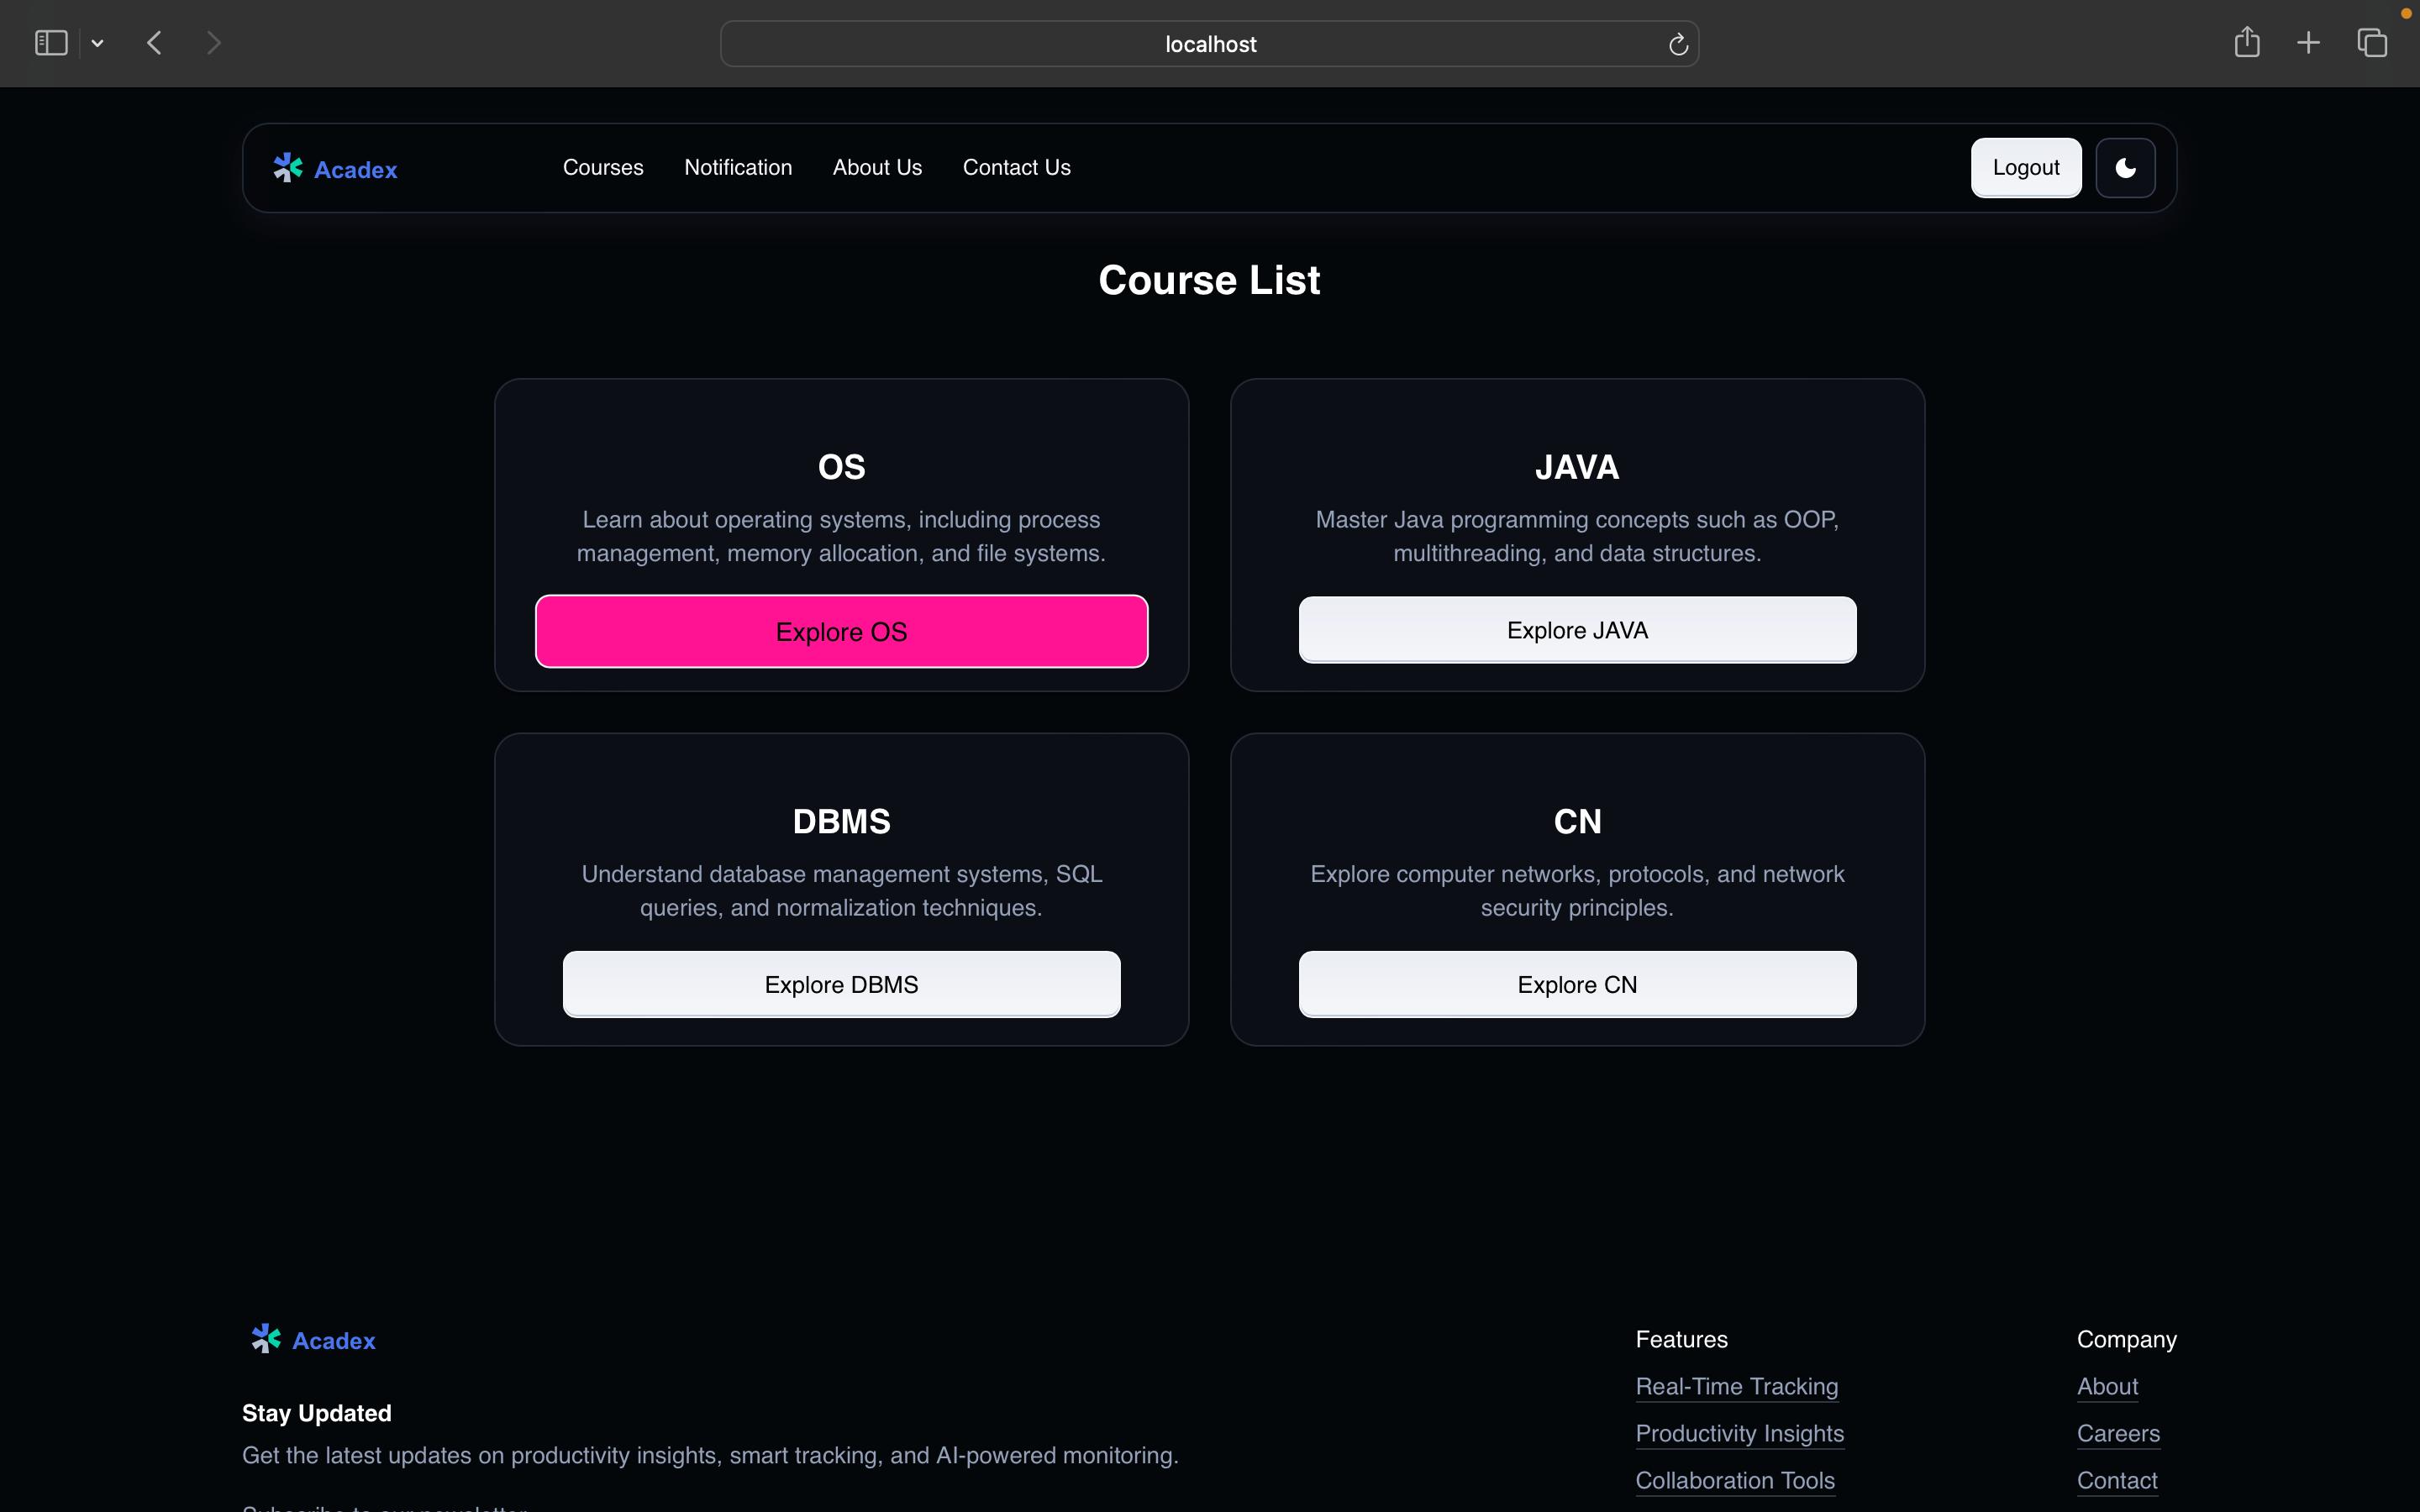 localhost
Acadex
Courses
Notification
About Us
Contact Us
Logout
Course List
OS
Learn about operating systems, including process
management, memory allocation, and file systems.
Explore OS
JAVA
Master Java programming concepts such as OOP,
multithreading, and data structures.
Explore JAVA
DBMS
Understand database management systems, SQL
queries, and normalization techniques.
Explore DBMS
CN
Explore computer networks, protocols, and network
security principles.
Explore CN
Acadex
Stay Updated
Get the latest updates on productivity insights, smart tracking, and AI-powered monitoring.
Subscribe to our newsletter
Features
Real-Time Tracking
Productivity Insights
Collaboration Tools
Company
About
Careers
Contact